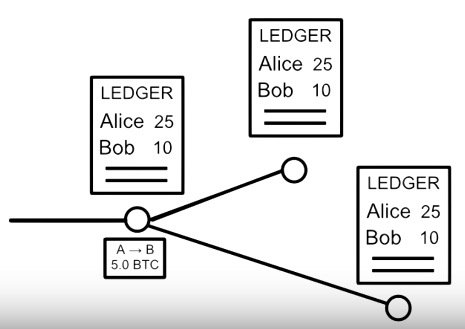 LEDGER
Alice 25
Bob 10
LEDGER
Alice 25
Bob 10
A → B
5.0 BTC
LEDGER
Alice 25
Bob 10